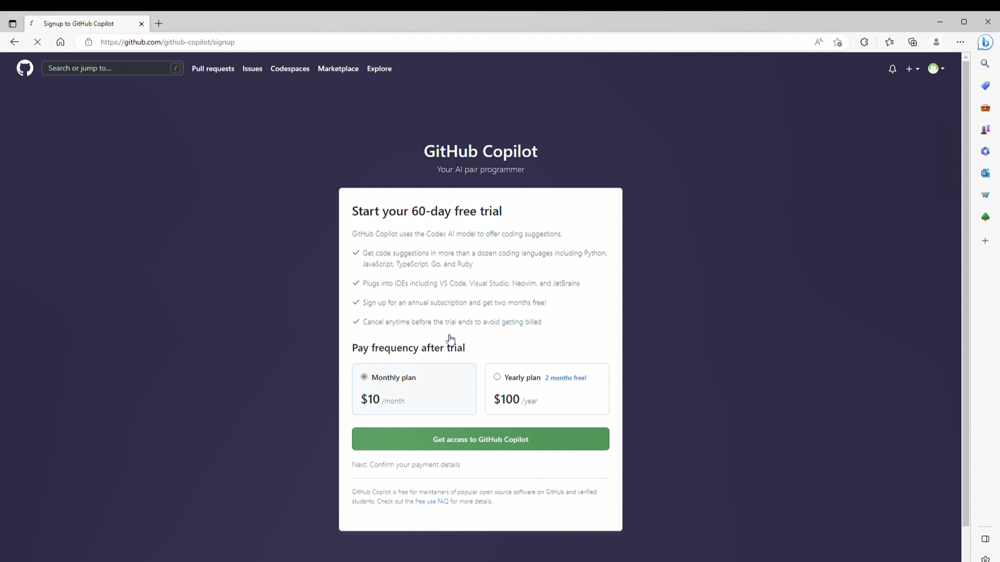 Signup to GitHub Copilot
https://github.com/github-copilot/signup
Search or jump to... /
Pull requests Issues Codespaces Marketplace Explore
GitHub Copilot
Your AI pair programmer
Start your 60-day free trial
GitHub Copilot uses the Codex AI model to offer coding suggestions.
Get code suggestions in more than a dozen coding languages including Python,
JavaScript, TypeScript, Go, and Ruby
Plugs into IDEs including VS Code, Visual Studio, Neovim, and JetBrains
Sign up for an annual subscription and get two months free!
Cancel anytime before the trial ends to avoid getting billed
Pay frequency after trial
Monthly plan
$10 /month
Yearly plan 2 months free!
$100 /year
Get access to GitHub Copilot
Next: Confirm your payment details
GitHub Copilot is free for maintainers of popular open source software on GitHub and verified
students. Check out the free use FAQ for more details.